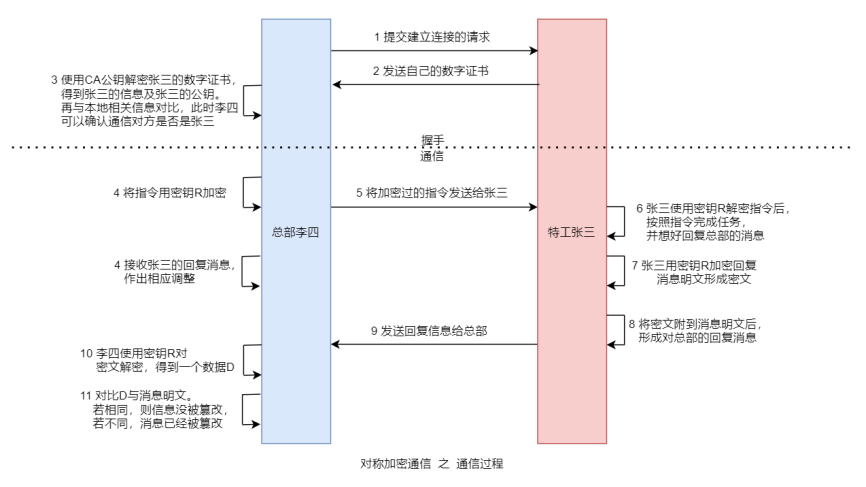 1 提交建立连接的请求
2 发送自己的数字证书
3 使用CA公钥解密张三的数字证书，
得到张三的信息及张三的公钥。
再与本地相关信息对比，此时李四
可以确认通信对方是否是张三
握手
通信
4 将指令用密钥R加密
5 将加密过的指令发送给张三
6 张三使用密钥R解密指令后，
按照指令完成任务，
并想好回复总部的消息
总部李四
特工张三
4 接收张三的回复消息，
作出相应调整
7 张三用密钥R加密回复
消息明文形成密文
8 将密文附到消息明文后，
形成对总部的回复消息
9 发送回复信息给总部
10 李四使用密钥R对
密文解密，得到一个数据D
11 对比D与消息明文。
若相同，则信息没被篡改，
若不同，消息已经被篡改
对称加密通信 之 通信过程